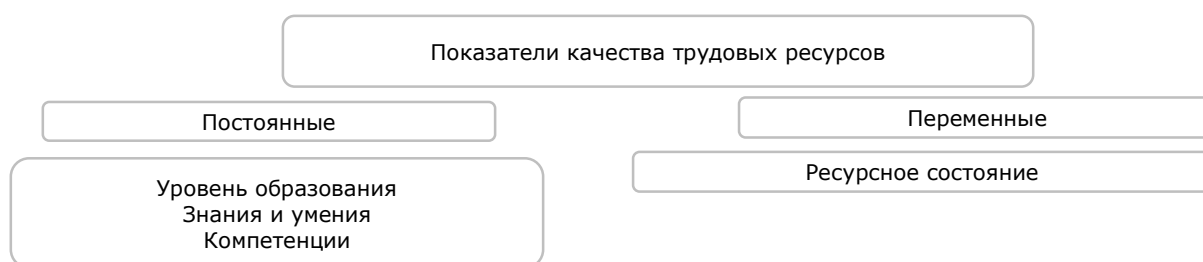 Показатели качества трудовых ресурсов
Постоянные
Переменные
Ресурсное состояние
Уровень образования
Знания и умения
Компетенции